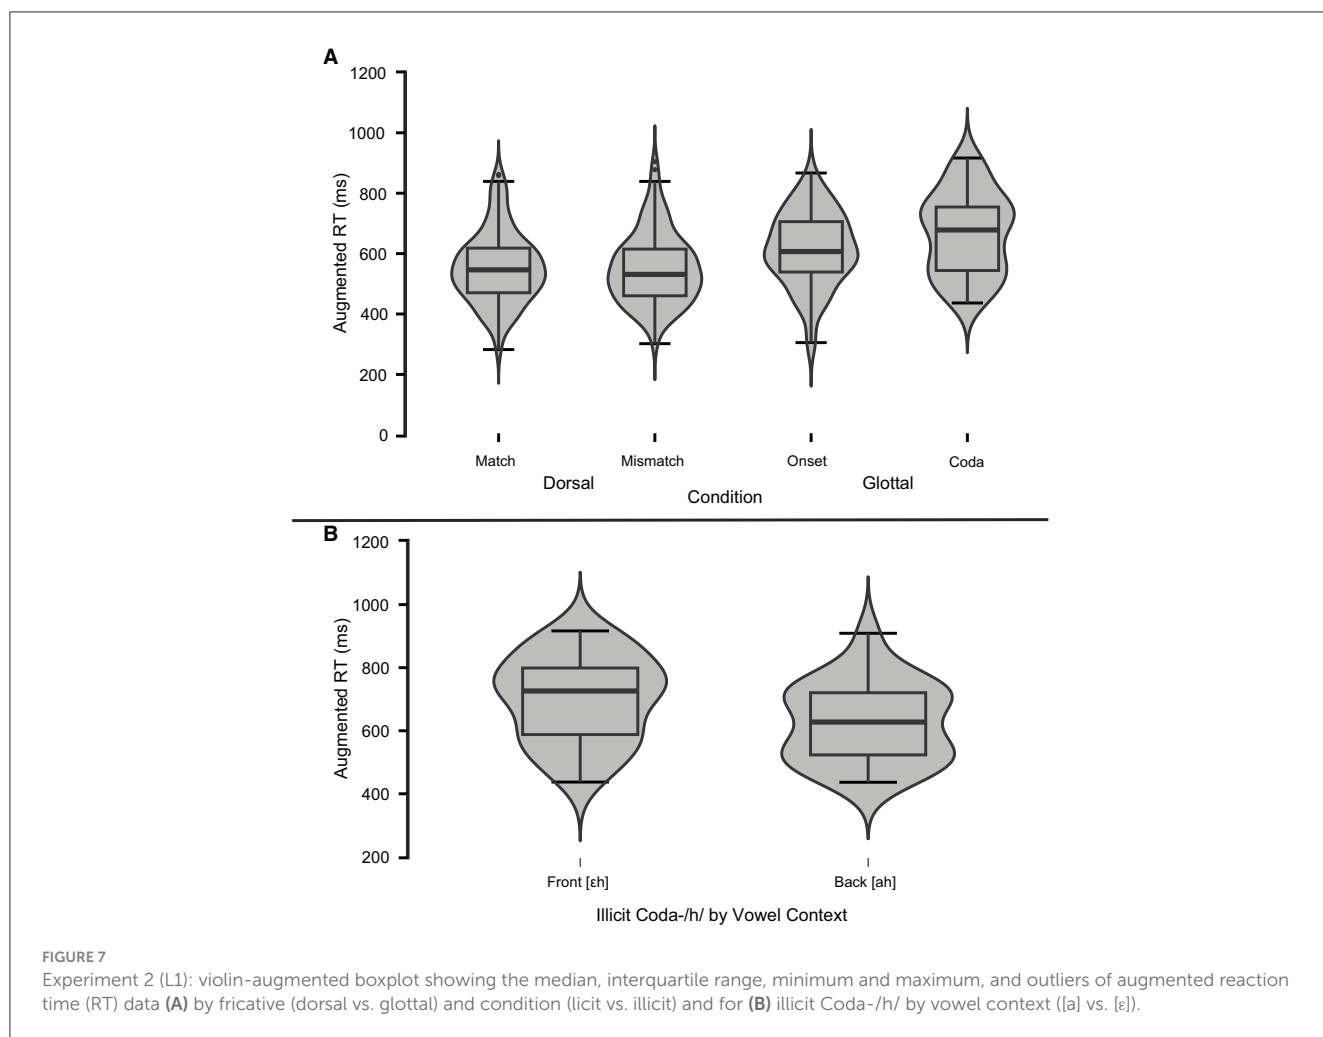 A
1200
1000
800
600
400
200
0
Augmented RT (ms)
Match Mismatch Onset Coda
Dorsal Glottal
Condition
B
1200
1000
800
600
400
200
Augmented RT (ms)
Front [ɛh] Back [ah]
Illicit Coda-/h/ by Vowel Context
FIGURE 7
Experiment 2 (L1): violin-augmented boxplot showing the median, interquartile range, minimum and maximum, and outliers of augmented reaction
time (RT) data (A) by fricative (dorsal vs. glottal) and condition (licit vs. illicit) and for (B) illicit Coda-/h/ by vowel context ([a] vs. [ɛ]).